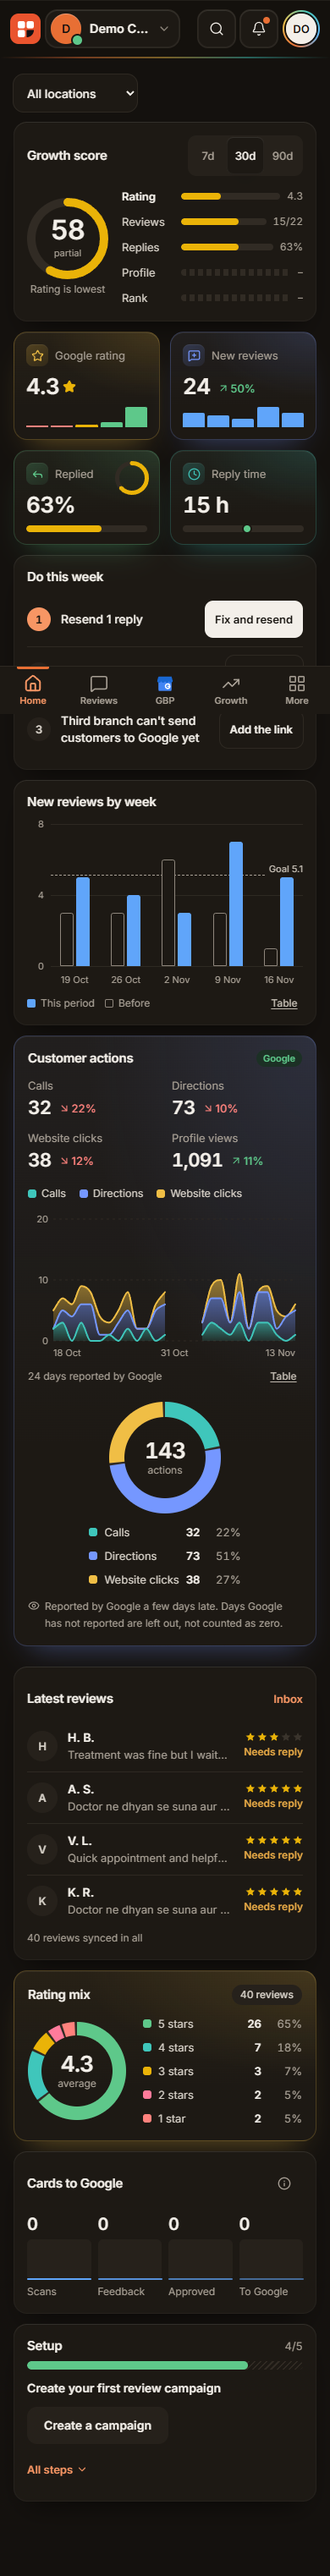 D
Demo C...
DO
All locations
Growth score
7d
30d
90d
58
partial
Rating is lowest
Rating
4.3
Reviews
15/22
Replies
63%
Profile
–
Rank
–
Google rating
4.3
New reviews
24
50%
Replied
63%
Reply time
15 h
Do this week
1
Resend 1 reply
Fix and resend
Home
Reviews
GBP
Growth
More
3
Third branch can't send
customers to Google yet
Add the link
New reviews by week
8
4
0
Goal 5.1
19 Oct
26 Oct
2 Nov
9 Nov
16 Nov
This period
Before
Table
Customer actions
Google
Calls
32
22%
Directions
73
10%
Website clicks
38
12%
Profile views
1,091
11%
Calls
Directions
Website clicks
20
10
0
18 Oct
31 Oct
13 Nov
24 days reported by Google
Table
143
actions
Calls
32
22%
Directions
73
51%
Website clicks
38
27%
Reported by Google a few days late. Days Google
has not reported are left out, not counted as zero.
Latest reviews
Inbox
H
H. B.
Treatment was fine but I wait...
Needs reply
A
A. S.
Doctor ne dhyan se suna aur ...
Needs reply
V
V. L.
Quick appointment and helpf...
Needs reply
K
K. R.
Doctor ne dhyan se suna aur ...
Needs reply
40 reviews synced in all
Rating mix
40 reviews
4.3
average
5 stars
26
65%
4 stars
7
18%
3 stars
3
7%
2 stars
2
5%
1 star
2
5%
Cards to Google
0
0
0
0
Scans
Feedback
Approved
To Google
Setup
4/5
Create your first review campaign
Create a campaign
All steps